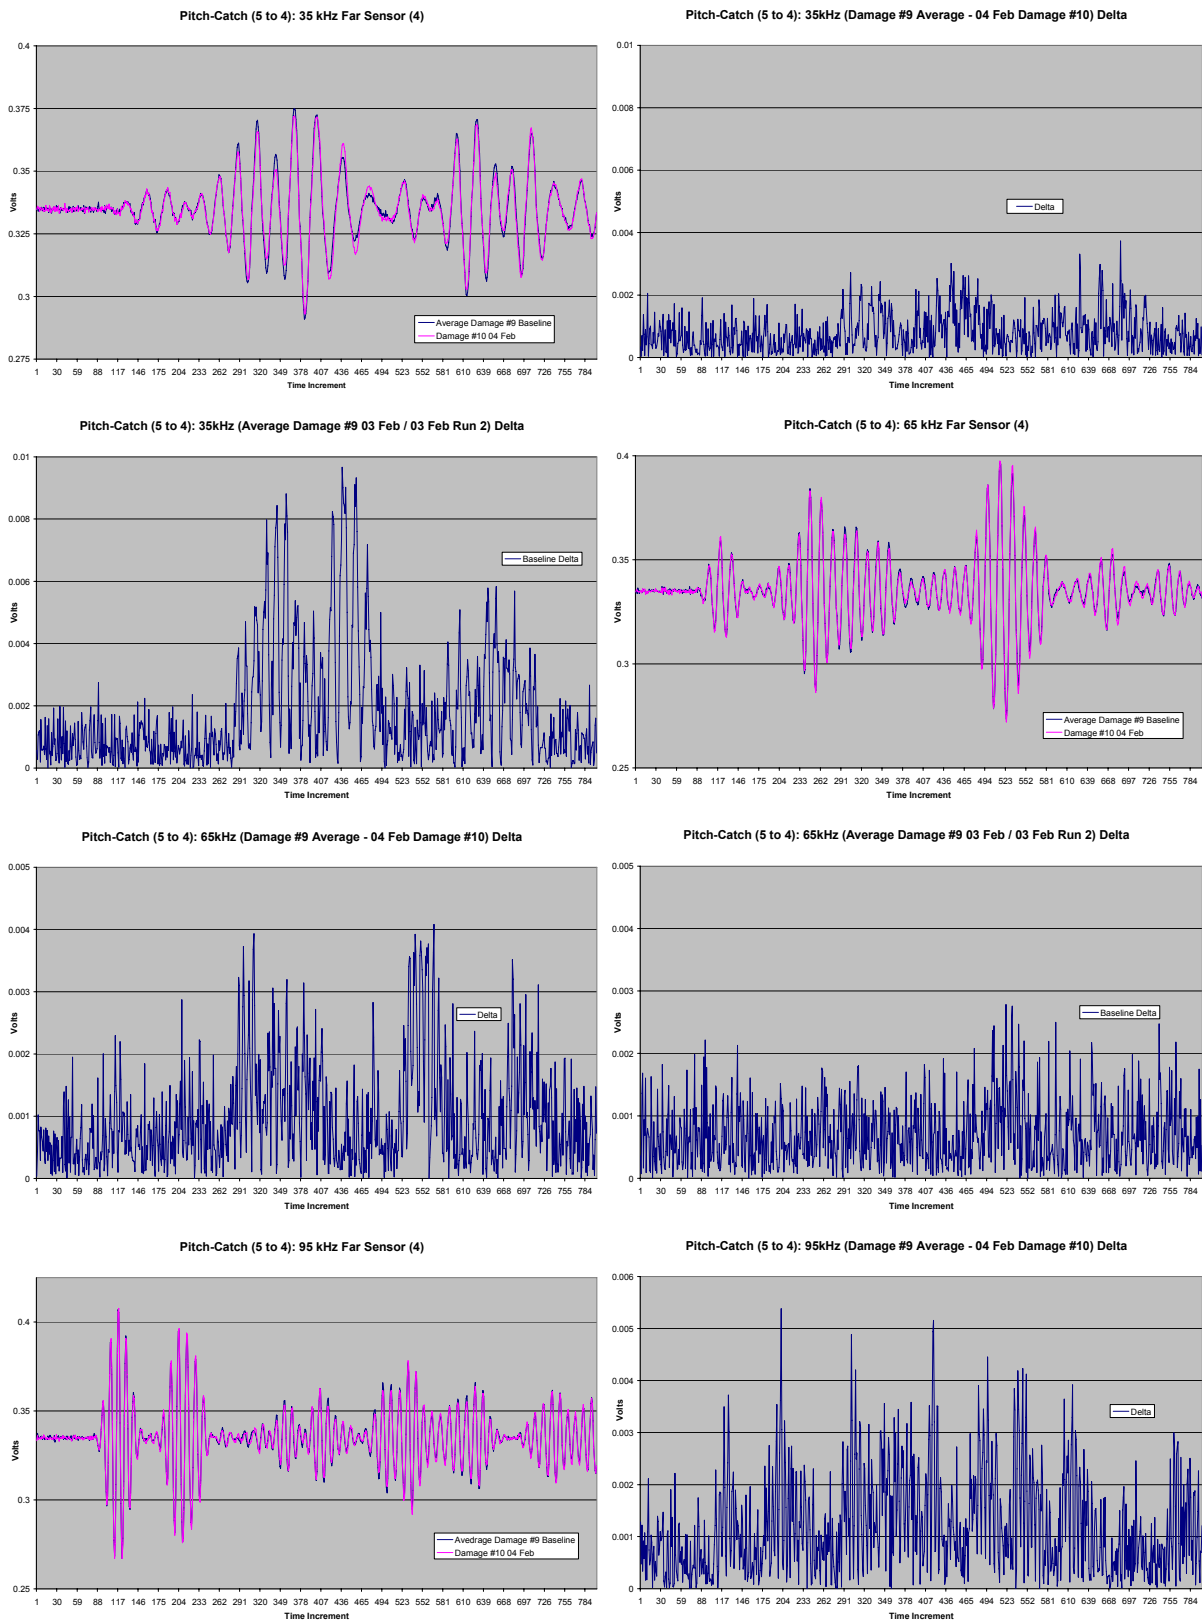 Pitch-Catch (5 to 4): 35 kHz Far Sensor (4)
0.4
0.375
0.35
0.325
0.3
0.275
Volts
Average Damage #9 Baseline
Damage #10 04 Feb
1 30 59 88 117 146 175 204 233 262 291 320 349 378 407 436 465 494 523 552 581 610 639 668 697 726 755 784
Time Increment
Pitch-Catch (5 to 4): 35kHz (Damage #9 Average - 04 Feb Damage #10) Delta
0.01
0.008
0.006
0.004
0.002
0
Volts
Delta
1 30 59 88 117 146 175 204 233 262 291 320 349 378 407 436 465 494 523 552 581 610 639 668 697 726 755 784
Time Increment
Pitch-Catch (5 to 4): 35kHz (Average Damage #9 03 Feb / 03 Feb Run 2) Delta
0.01
0.008
0.006
0.004
0.002
0
Volts
Baseline Delta
1 30 59 88 117 146 175 204 233 262 291 320 349 378 407 436 465 494 523 552 581 610 639 668 697 726 755 784
Time Increment
Pitch-Catch (5 to 4): 65 kHz Far Sensor (4)
0.4
0.35
0.3
0.25
Volts
Average Damage #9 Baseline
Damage #10 04 Feb
1 30 59 88 117 146 175 204 233 262 291 320 349 378 407 436 465 494 523 552 581 610 639 668 697 726 755 784
Time Increment
Pitch-Catch (5 to 4): 65kHz (Damage #9 Average - 04 Feb Damage #10) Delta
0.005
0.004
0.003
0.002
0.001
0
Volts
Delta
1 30 59 88 117 146 175 204 233 262 291 320 349 378 407 436 465 494 523 552 581 610 639 668 697 726 755 784
Time Increment
Pitch-Catch (5 to 4): 65kHz (Average Damage #9 03 Feb / 03 Feb Run 2) Delta
0.005
0.004
0.003
0.002
0.001
0
Volts
Baseline Delta
1 30 59 88 117 146 175 204 233 262 291 320 349 378 407 436 465 494 523 552 581 610 639 668 697 726 755 784
Time Increment
Pitch-Catch (5 to 4): 95 kHz Far Sensor (4)
0.4
0.35
0.3
0.25
Volts
Avedrage Damage #9 Baseline
Damage #10 04 Feb
1 30 59 88 117 146 175 204 233 262 291 320 349 378 407 436 465 494 523 552 581 610 639 668 697 726 755 784
Time Increment
Pitch-Catch (5 to 4): 95kHz (Damage #9 Average - 04 Feb Damage #10) Delta
0.006
0.005
0.004
0.003
0.002
0.001
0
Volts
Delta
1 30 59 88 117 146 175 204 233 262 291 320 349 378 407 436 465 494 523 552 581 610 639 668 697 726 755 784
Time Increment